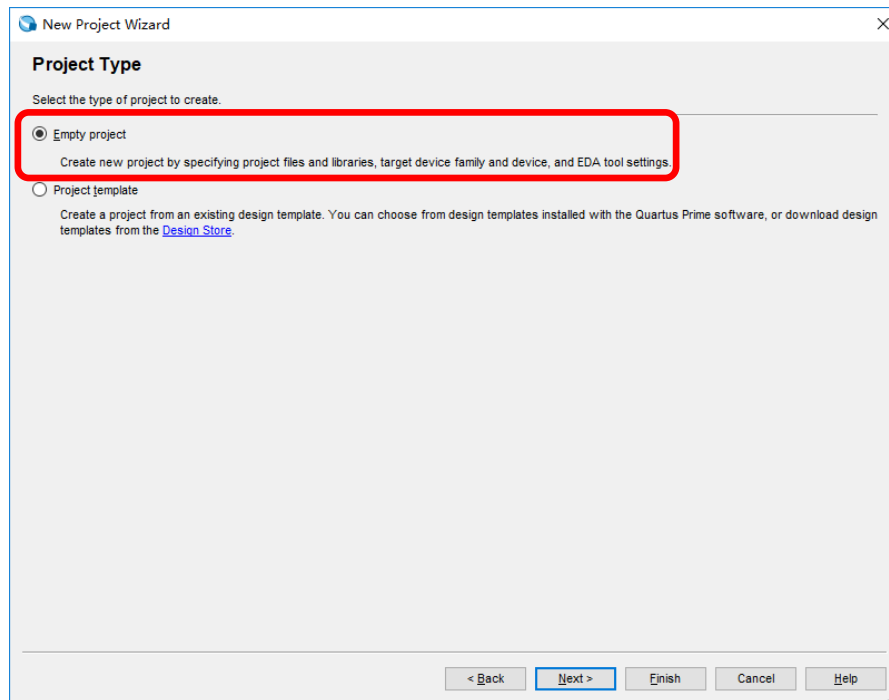 New Project Wizard
Project Type
Select the type of project to create.
Empty project
Create new project by specifying project files and libraries, target device family and device, and EDA tool settings.
Project template
Create a project from an existing design template. You can choose from design templates installed with the Quartus Prime software, or download design
templates from the Design Store.
< Back Next > Finish Cancel Help